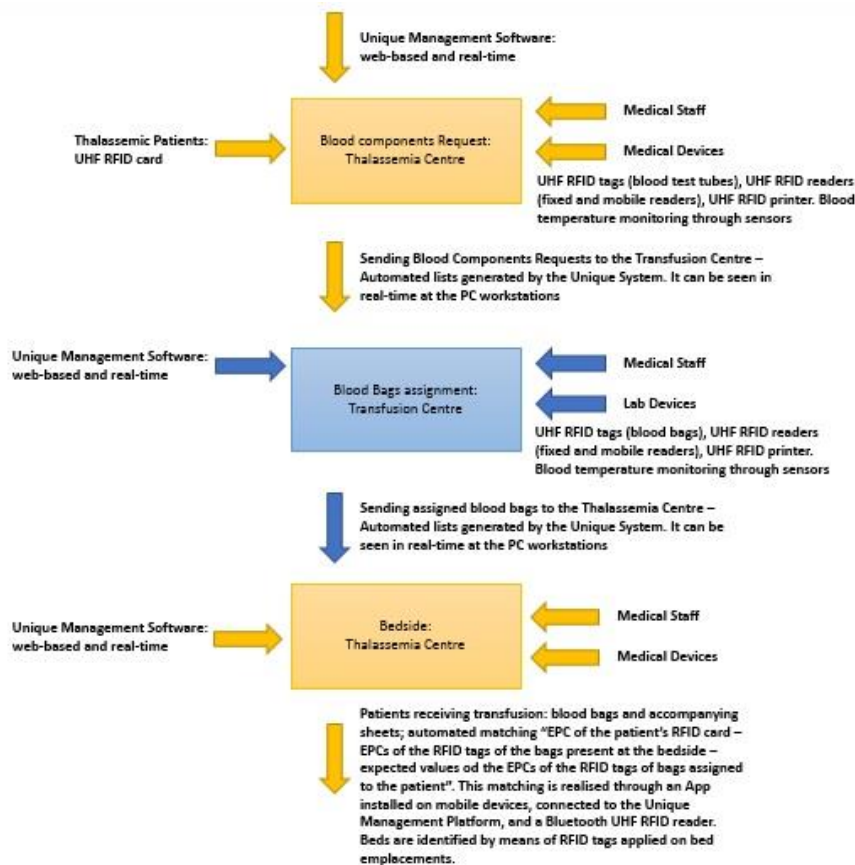 Unique Management Software:
web-based and real-time
Medical Staff
Thalassemic Patients:
UHF RFID card
Blood components Request:
Thalassemia Centre
Medical Devices
UHF RFID tags (blood test tubes), UHF RFID readers
(fixed and mobile readers), UHF RFID printer. Blood
temperature monitoring through sensors
Sending Blood Components Requests to the Transfusion Centre –
Automated lists generated by the Unique System. It can be seen in
real-time at the PC workstations
Unique Management Software:
web-based and real-time
Medical Staff
Blood Bags assignment:
Transfusion Centre
Lab Devices
UHF RFID tags (blood bags), UHF RFID readers
(fixed and mobile readers), UHF RFID printer.
Blood temperature monitoring through sensors
Sending assigned blood bags to the Thalassemia Centre –
Automated lists generated by the Unique System. It can be
seen in real-time at the PC workstations
Unique Management Software:
web-based and real-time
Bedside:
Thalassemia Centre
Medical Staff
Medical Devices
Patients receiving transfusion: blood bags and accompanying
sheets; automated matching “EPC of the patient’s RFID card –
EPCs of the RFID tags of the bags present at the bedside –
expected values od the EPCs of the RFID tags of bags assigned
to the patient”. This matching is realised through an App
installed on mobile devices, connected to the Unique
Management Platform, and a Bluetooth UHF RFID reader.
Beds are identified by means of RFID tags applied on bed
emplacements.